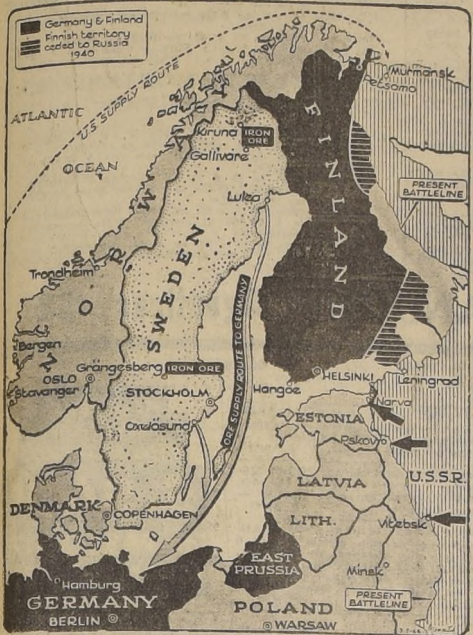 Germany & Finland
Finnish territory
ceded to Russia
1940
US SUPPLY ROUTE
ATLANTIC
OCEAN
Murmansk
Petsamo
Kiruna
IRON
ORE
Gallivare
FINLAND
PRESENT
BATTLELINE
Lulea
NORWAY
SWEDEN
Trondheim
ORE SUPPLY ROUTE TO GERMANY
Bergen
Grängesberg
IRON ORE
OSLO
Stavanger
STOCKHOLM
Hangöe
HELSINKI
Leningrad
Narva
ESTONIA
Oxelösund
Pskov
U.S.S.R.
LATVIA
DENMARK
COPENHAGEN
LITH.
Vitebsk
EAST
PRUSSIA
Minsk
Hamburg
GERMANY
BERLIN
POLAND
WARSAW
PRESENT
BATTLELINE